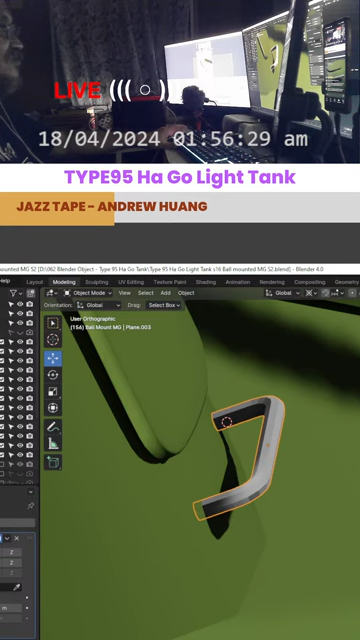 LIVE ((( ○ ))
18/04/2024 01:56:29 am
TYPE95 Ha Go Light Tank
JAZZ TAPE - ANDREW HUANG
mounted MG S2 [D:\062 Blender Object - Type 95 Ha Go Tank\Type 95 Ha Go Light Tank s16 Ball mounted MG S2.blend] - Blender 4.0
Help Layout Modeling Sculpting UV Editing Texture Paint Shading Animation Rendering Compositing Geometry
Object Mode View Select Add Object Global
Orientation: Global Drag: Select Box
User Orthographic
(154) Ball Mount MG | Plane.003
Z
Z
Z
m